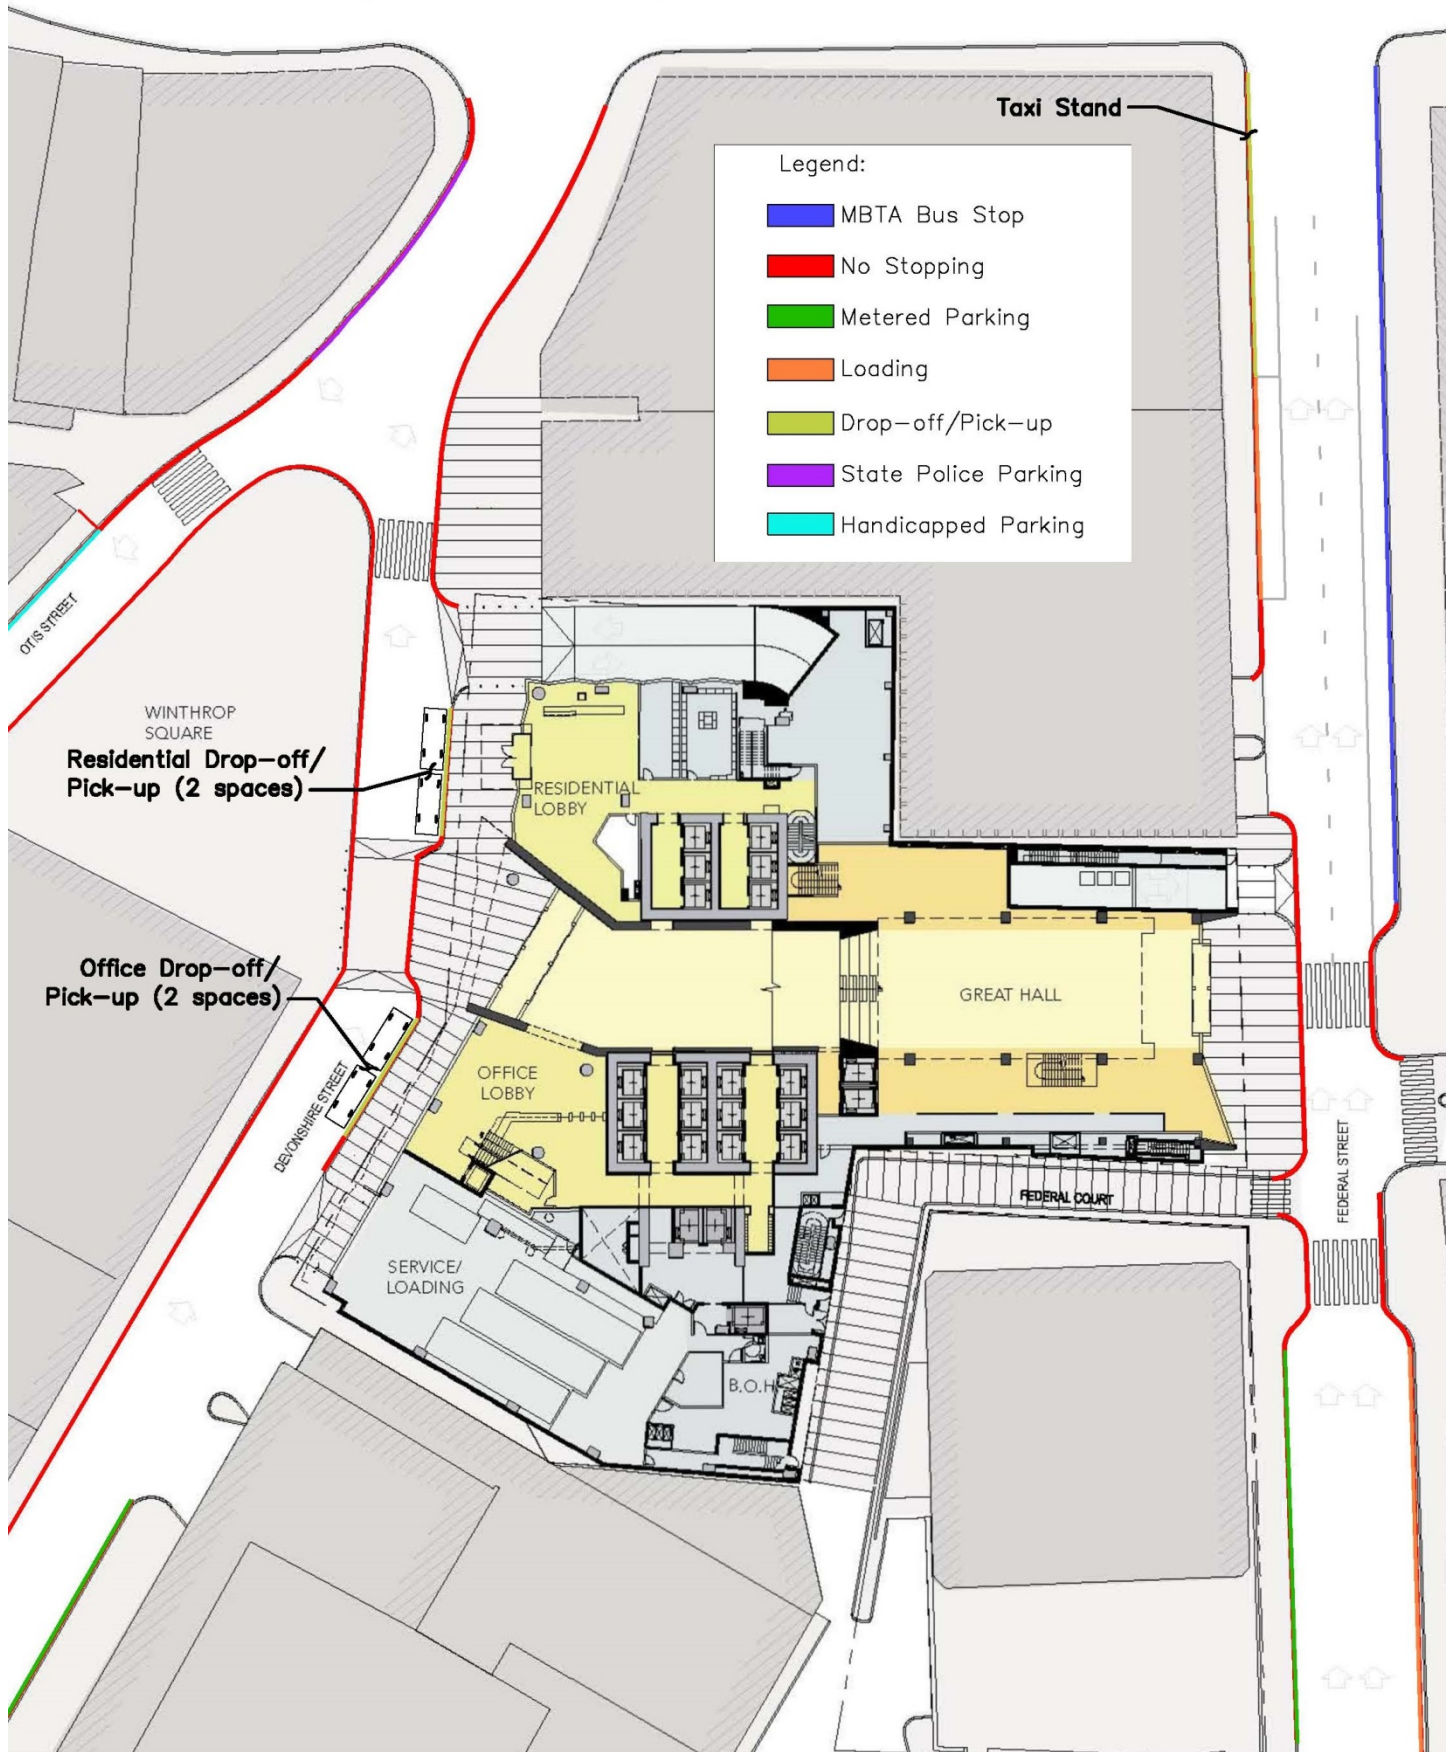 Taxi Stand
Legend:
MBTA Bus Stop
No Stopping
Metered Parking
Loading
Drop-off/Pick-up
State Police Parking
Handicapped Parking
OTIS STREET
WINTHROP
SQUARE
Residential Drop-off/
Pick-up (2 spaces)
RESIDENTIAL
LOBBY
Office Drop-off/
Pick-up (2 spaces)
GREAT HALL
OFFICE
LOBBY
DEVONSHIRE STREET
FEDERAL STREET
FEDERAL COURT
SERVICE/
LOADING
B.O.H